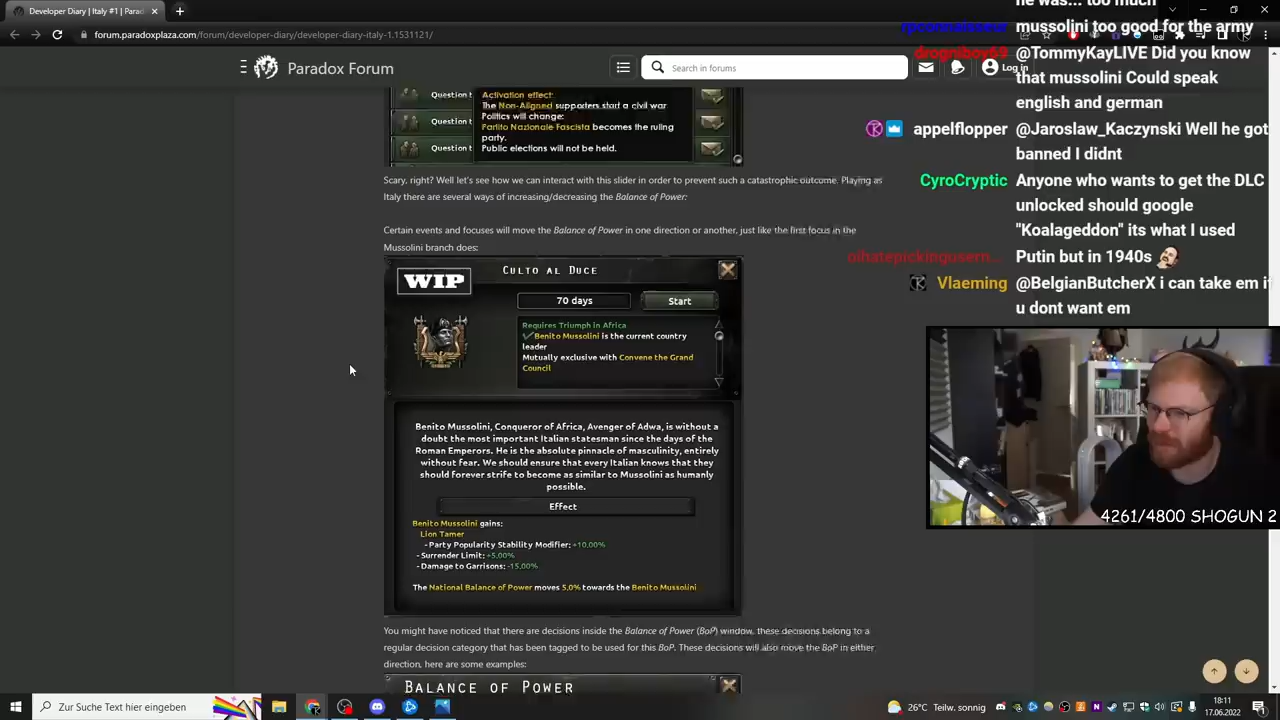 Developer Diary | Italy #1 | Parad
forum.paradoxplaza.com/forum/developer-diary/developer-diary-italy-1.1531121/
Paradox Forum
Search in forums
Log in
Question t
Question t
Question t
Activation effect:
The Non-Aligned supporters start a civil war
Politics will change:
Partito Nazionale Fascista becomes the ruling
party.
Public elections will not be held.
Scary, right? Well let's see how we can interact with this slider in order to prevent such a catastrophic outcome. Playing as
Italy there are several ways of increasing/decreasing the Balance of Power:
Certain events and focuses will move the Balance of Power in one direction or another, just like the first focus in the
Mussolini branch does:
WIP
Culto al Duce
70 days
Start
Requires Triumph in Africa
Benito Mussolini is the current country
leader
Mutually exclusive with Convene the Grand
Council
Benito Mussolini, Conqueror of Africa, Avenger of Adwa, is without a
doubt the most important Italian statesman since the days of the
Roman Emperors. He is the absolute pinnacle of masculinity, entirely
without fear. We should ensure that every Italian knows that they
should forever strife to become as similar to Mussolini as humanly
possible.
Effect
Benito Mussolini gains:
Lion Tamer
- Party Popularity Stability Modifier: +10.00%
- Surrender Limit: +5.00%
- Damage to Garrisons: -15.00%
The National Balance of Power moves 5.0% towards the Benito Mussolini
You might have noticed that there are decisions inside the Balance of Power (BoP) window, these decisions belong to a
regular decision category that has been tagged to be used for this BoP. These decisions will also move the BoP in either
direction, here are some examples:
Balance of Power
he was... too much
mussolini too good for the army
drogniboy69 @TommyKayLIVE Did you know
that mussolini Could speak
english and german
appelflopper @Jaroslaw_Kaczynski Well he got
banned I didnt
CyroCryptic Anyone who wants to get the DLC
unlocked should google
"Koalageddon" its what I used
oihatepickingusern... Putin but in 1940s
Vlaeming @BelgianButcherX i can take em if
u dont want em
4261/4800 SHOGUN 2
Zur Suche Text hier eingeben
26°C Teilw. sonnig
18:11
17.06.2022